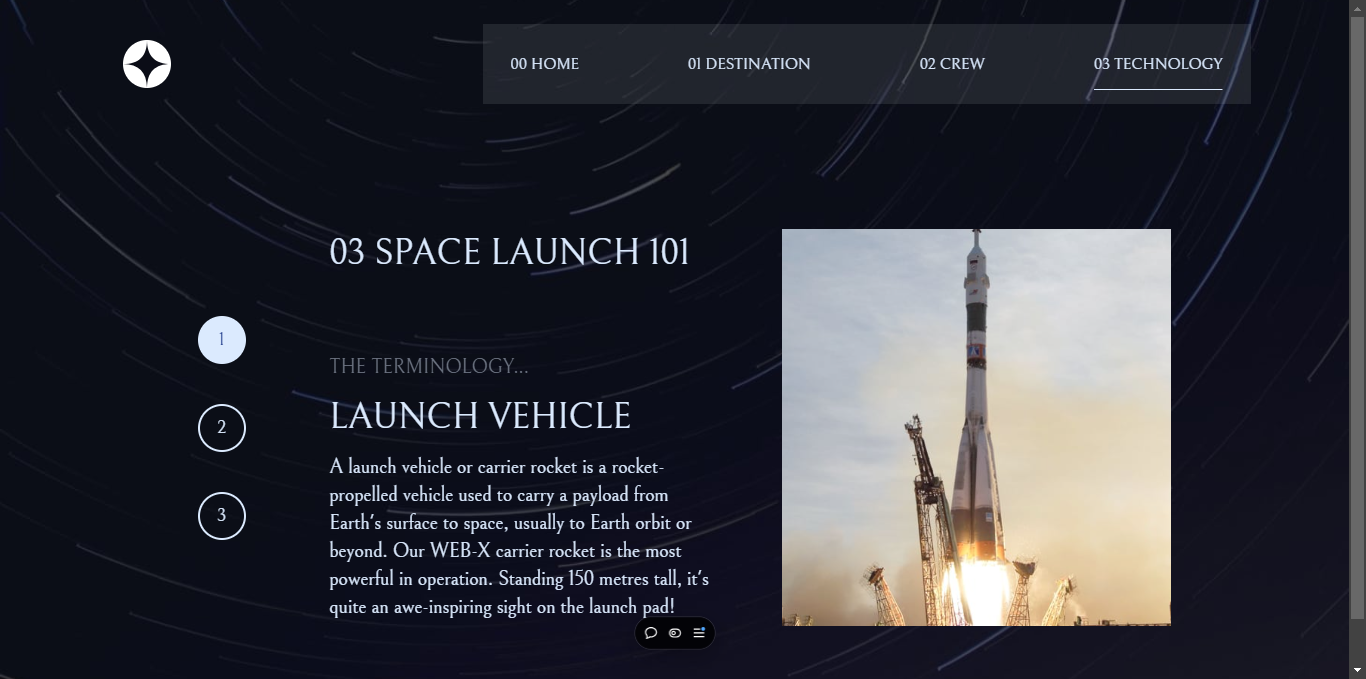 00 HOME
01 DESTINATION
02 CREW
03 TECHNOLOGY
03 SPACE LAUNCH 101
1
2
3
THE TERMINOLOGY...
LAUNCH VEHICLE
A launch vehicle or carrier rocket is a rocket-
propelled vehicle used to carry a payload from
Earth's surface to space, usually to Earth orbit or
beyond. Our WEB-X carrier rocket is the most
powerful in operation. Standing 150 metres tall, it's
quite an awe-inspiring sight on the launch pad!